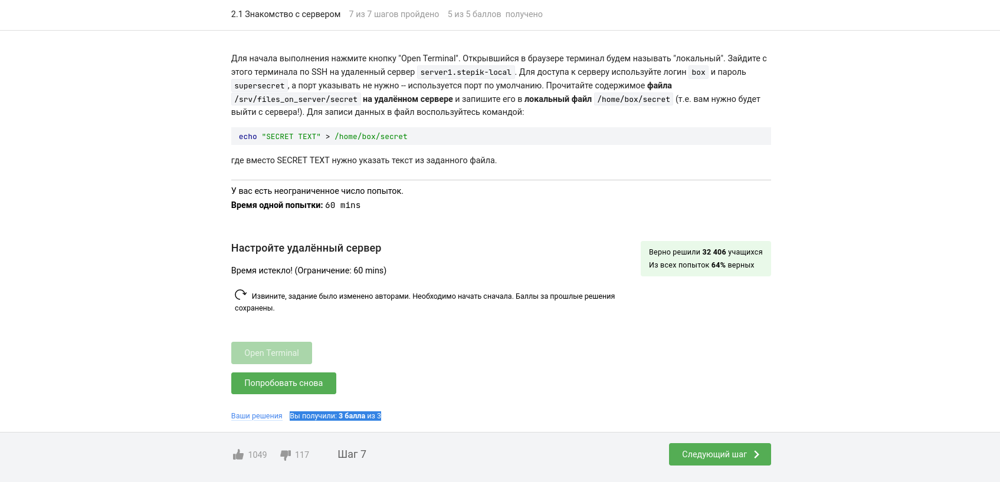 2.1 Знакомство с сервером 7 из 7 шагов пройдено 5 из 5 баллов получено
Для начала выполнения нажмите кнопку "Open Terminal". Открывшийся в браузере терминал будем называть "локальный". Зайдите с
этого терминала по SSH на удаленный сервер server1.stepik-local . Для доступа к серверу используйте логин box и пароль
supersecret , а порт указывать не нужно -- используется порт по умолчанию. Прочитайте содержимое файла
/srv/files_on_server/secret на удалённом сервере и запишите его в локальный файл /home/box/secret (т.е. вам нужно будет
выйти с сервера!). Для записи данных в файл воспользуйтесь командой:
echo "SECRET TEXT" > /home/box/secret
где вместо SECRET TEXT нужно указать текст из заданного файла.
У вас есть неограниченное число попыток.
Время одной попытки: 60 mins
Настройте удалённый сервер
Верно решили 32 406 учащихся
Из всех попыток 64% верных
Время истекло! (Ограничение: 60 mins)
Извините, задание было изменено авторами. Необходимо начать сначала. Баллы за прошлые решения
сохранены.
Open Terminal
Попробовать снова
Ваши решения Вы получили: 3 балла из 3
1049 117 Шаг 7 Следующий шаг